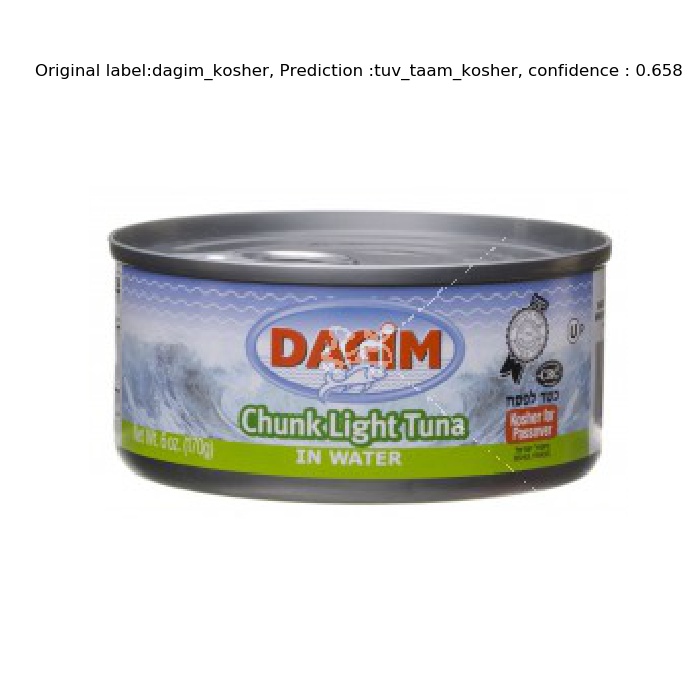 Original label:dagim_kosher, Prediction :tuv_taam_kosher, confidence : 0.658
DAGIM
Chunk Light Tuna
IN WATER
Net Wt. 6 oz. (170g)
U P
CRC
כשר לפסח
Kosher for
Passover